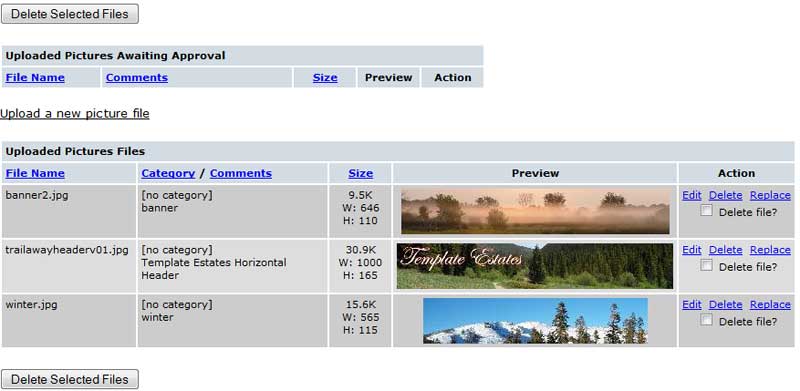 Delete Selected Files
Uploaded Pictures Awaiting Approval
File Name Comments Size Preview Action
Upload a new picture file
Uploaded Pictures Files
File Name Category / Comments Size Preview Action
banner2.jpg [no category] 9.5K Edit Delete Replace
banner W: 646 Delete file?
H: 110
trailawayheaderv01.jpg [no category] 30.9K Template Estates Edit Delete Replace
Template Estates Horizontal W: 1000 Delete file?
Header H: 165
winter.jpg [no category] 15.6K Edit Delete Replace
winter W: 565 Delete file?
H: 115
Delete Selected Files